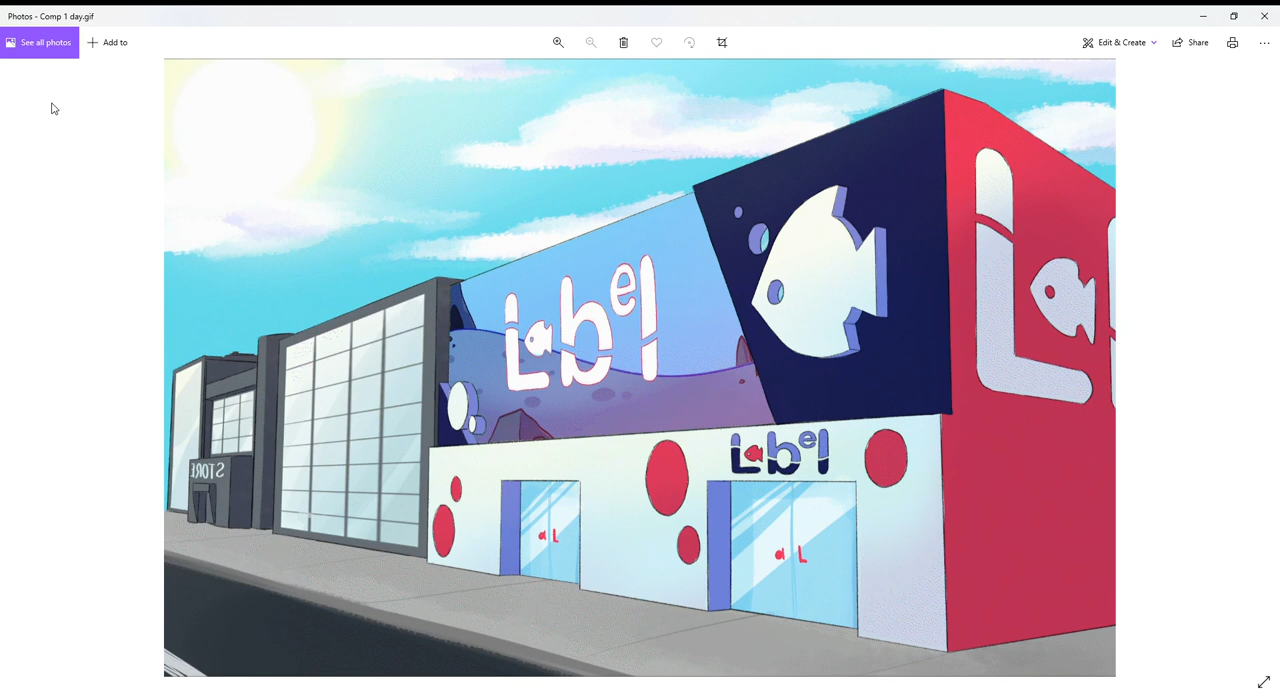 Photos - Comp 1 day.gif
See all photos
Add to
Edit & Create
Share
Label
L
Label
STORE
a L
a L